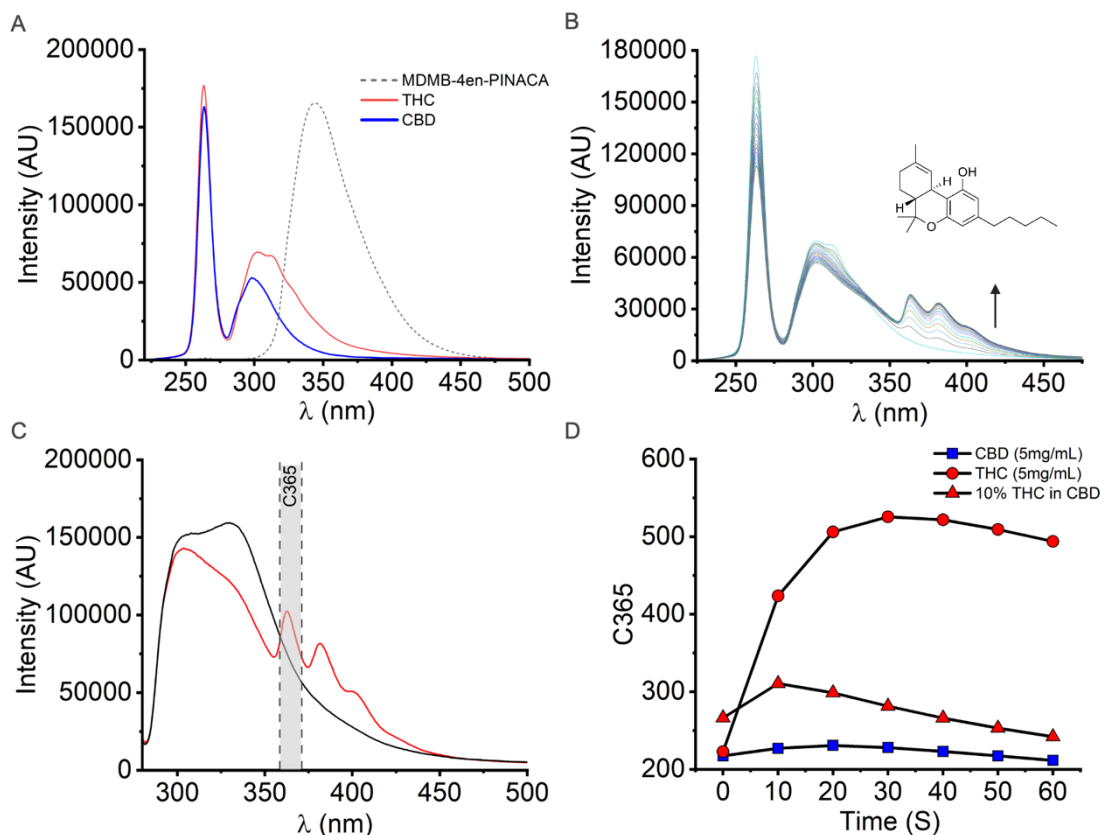 A
200000
150000
100000
50000
0
Intensity (AU)
250 300 350 400 450 500
λ (nm)
MDMB-4en-PINACA
THC
CBD
B
180000
150000
120000
90000
60000
30000
0
Intensity (AU)
250 300 350 400 450
λ (nm)
H
OH
H
O
C
200000
150000
100000
50000
0
Intensity (AU)
C365
300 350 400 450 500
λ (nm)
D
600
500
400
300
200
C365
0 10 20 30 40 50 60
Time (S)
CBD (5mg/mL)
THC (5mg/mL)
10% THC in CBD